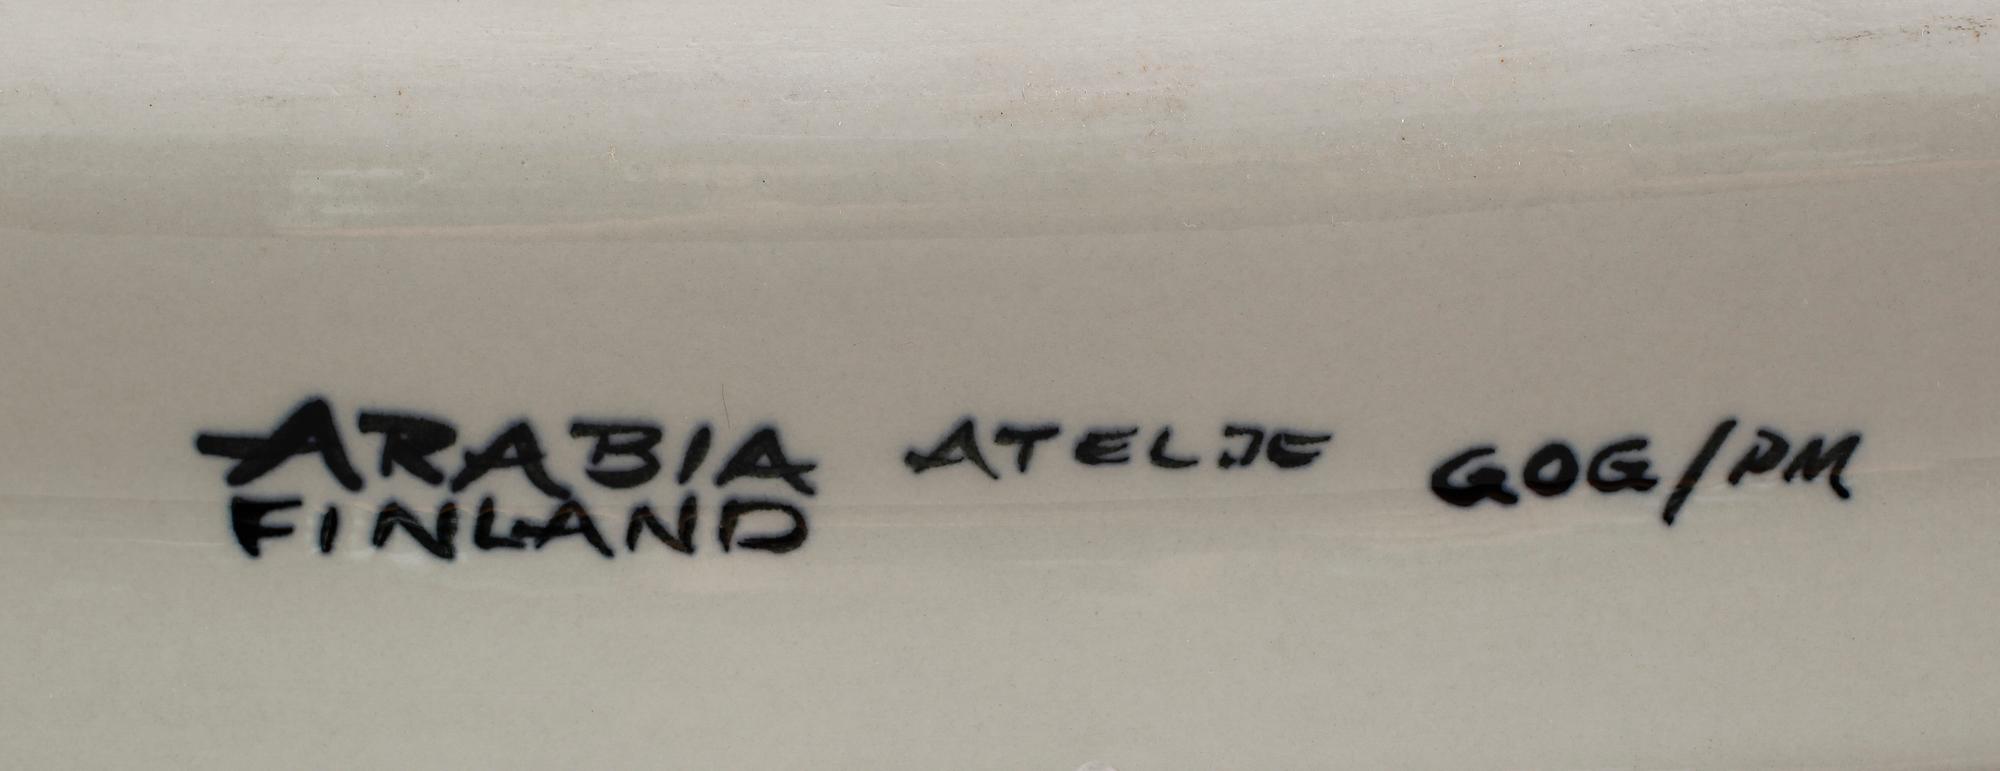 ARABIA ATELJE GOG/PM
FINLAND